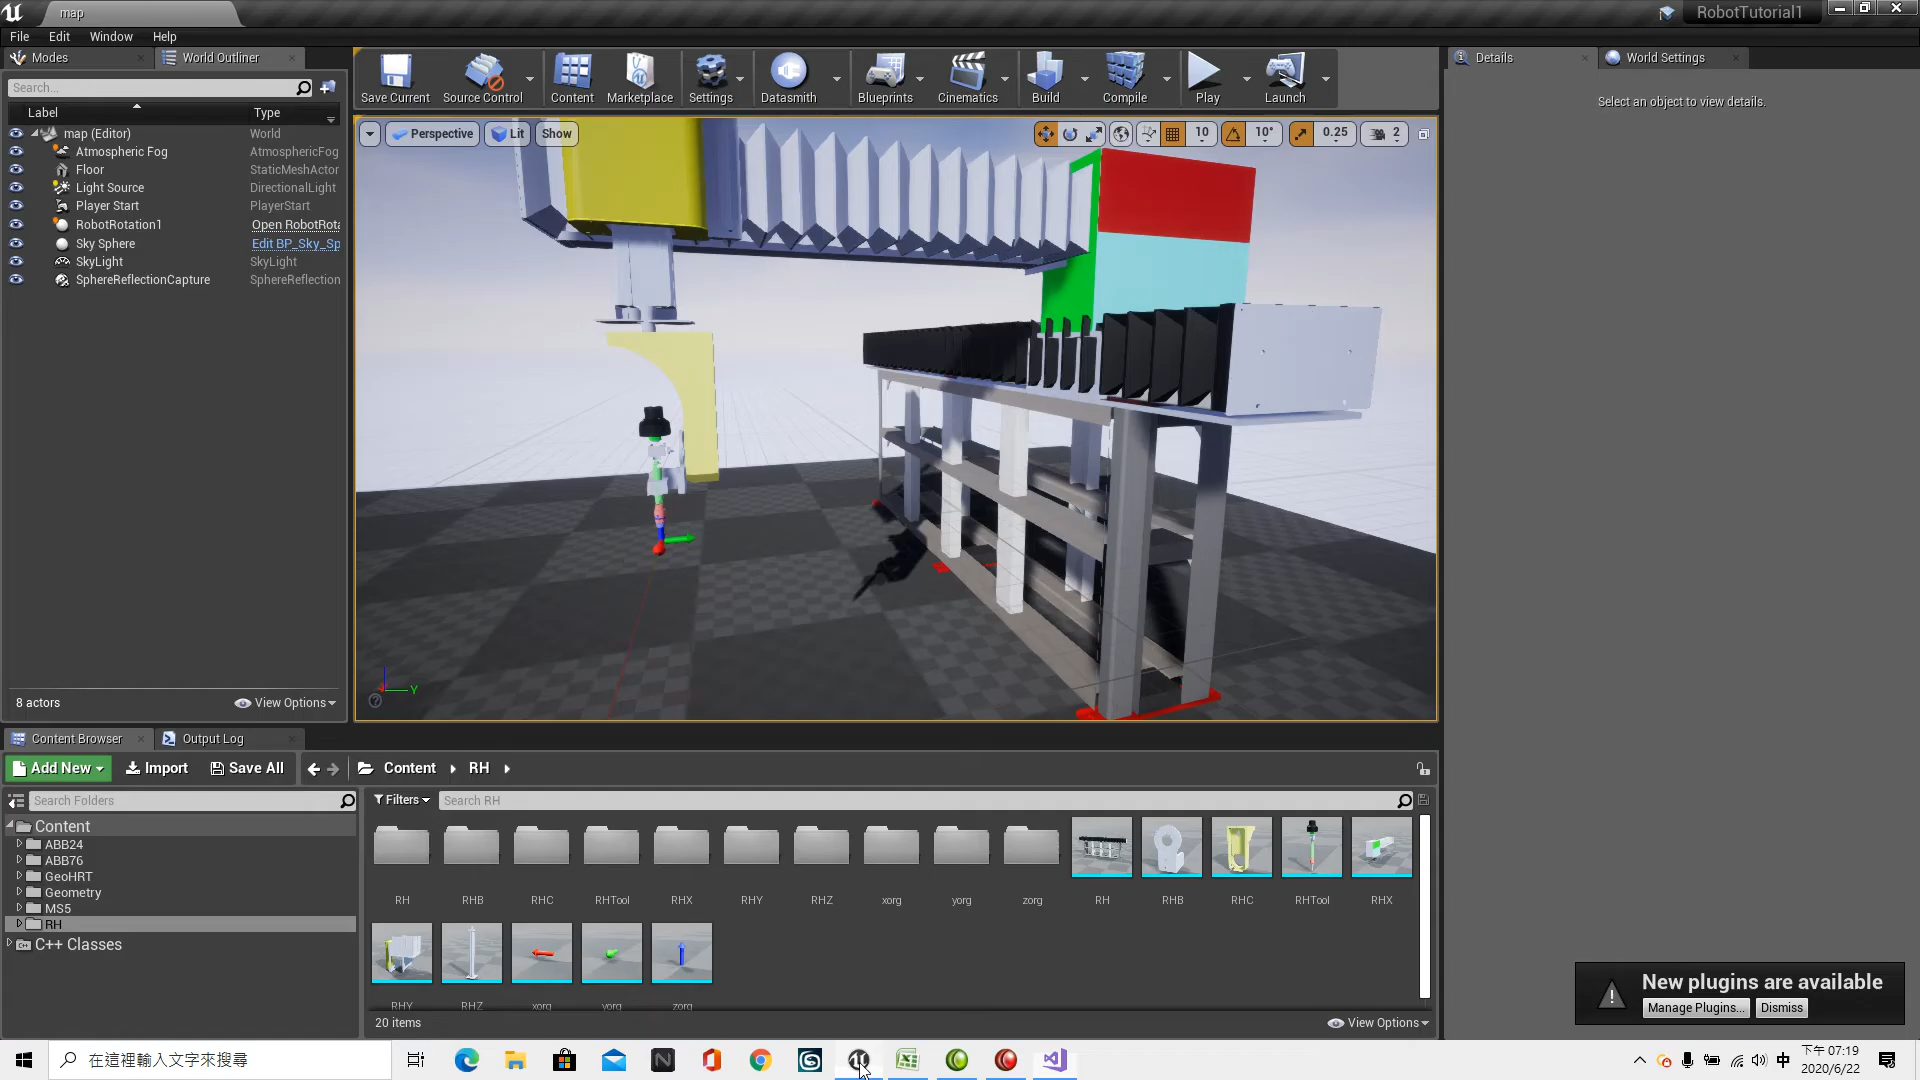 map
RobotTutorial1
File Edit Window Help
Modes World Outliner
Search...
Label Type
map (Editor) World
Atmospheric Fog AtmosphericFog
Floor StaticMeshActor
Light Source DirectionalLight
Player Start PlayerStart
RobotRotation1 Open RobotRota
Sky Sphere Edit BP_Sky_Sp
SkyLight SkyLight
SphereReflectionCapture SphereReflection
8 actors View Options
Save Current Source Control Content Marketplace Settings Datasmith Blueprints Cinematics Build Compile Play Launch
Perspective Lit Show 10 10° 0.25 2
Y
Details World Settings
Select an object to view details.
Content Browser Output Log
Add New Import Save All Content RH
Search Folders
Filters Search RH
Content
ABB24
ABB76
GeoHRT
Geometry
MS5
RH
C++ Classes
RH RHB RHC RHTool RHX RHY RHZ xorg yorg zorg RH RHB RHC RHTool RHX
RHY RHZ xorg yorg zorg
20 items View Options
New plugins are available
Manage Plugins... Dismiss
在這裡輸入文字來搜尋
中
下午 07:19
2020/6/22